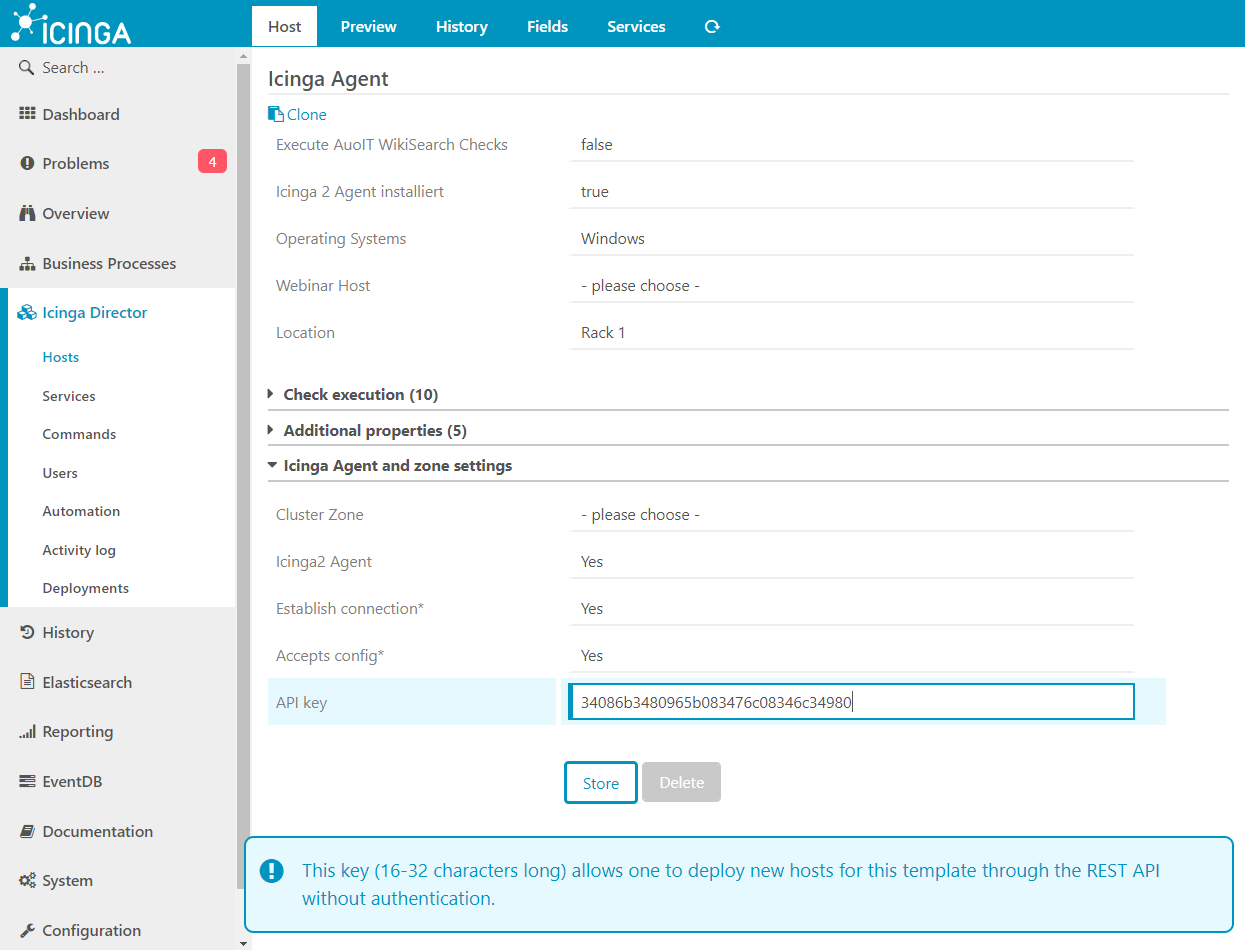 ICINGA
Host Preview History Fields Services
Search ...
Dashboard
Problems 4
Overview
Business Processes
Icinga Director
Hosts
Services
Commands
Users
Automation
Activity log
Deployments
History
Elasticsearch
Reporting
EventDB
Documentation
System
Configuration
Icinga Agent
Clone
Execute AuoIT WikiSearch Checks false
Icinga 2 Agent installiert true
Operating Systems Windows
Webinar Host - please choose -
Location Rack 1
Check execution (10)
Additional properties (5)
Icinga Agent and zone settings
Cluster Zone - please choose -
Icinga2 Agent Yes
Establish connection* Yes
Accepts config* Yes
API key 34086b3480965b083476c08346c34980
Store Delete
This key (16-32 characters long) allows one to deploy new hosts for this template through the REST API
without authentication.